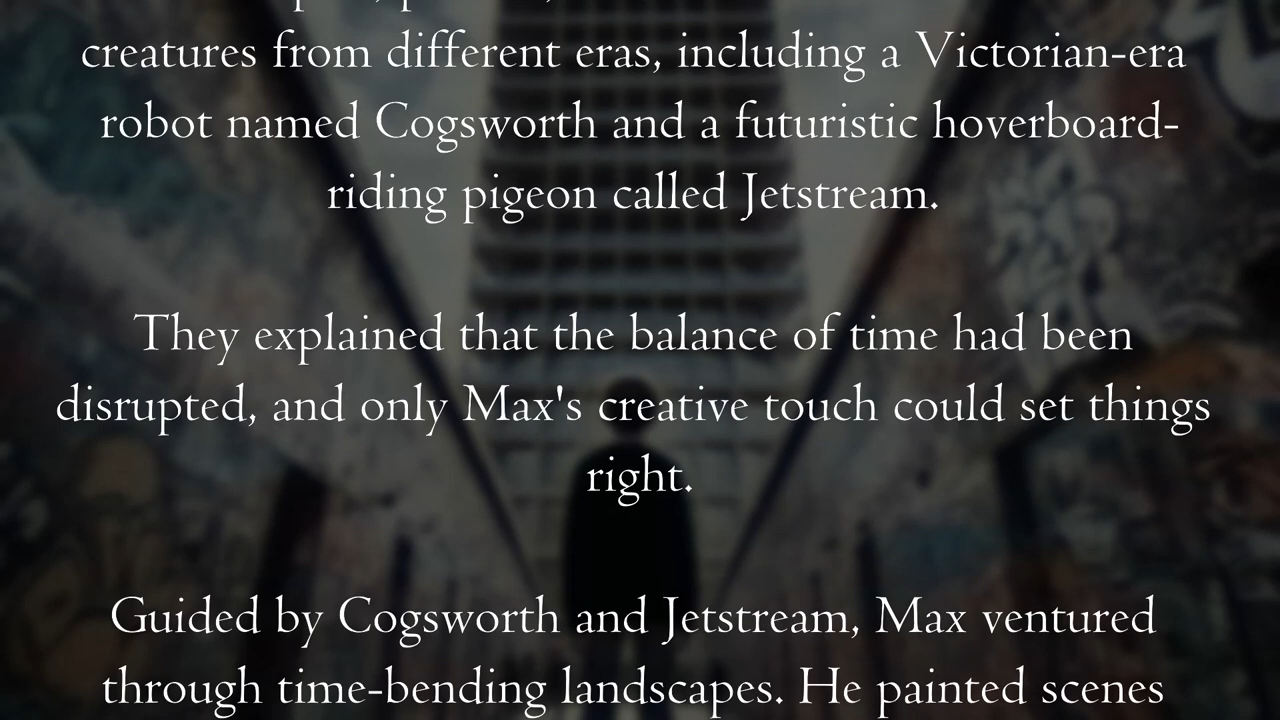 creatures from different eras, including a Victorian-era
robot named Cogsworth and a futuristic hoverboard-
riding pigeon called Jetstream.
They explained that the balance of time had been
disrupted, and only Max's creative touch could set things
right.
Guided by Cogsworth and Jetstream, Max ventured
through time-bending landscapes. He painted scenes